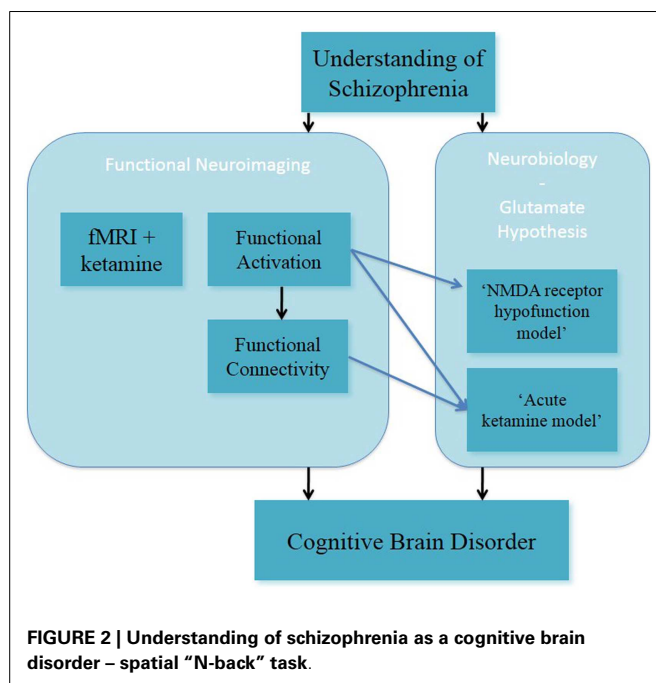 Understanding of
Schizophrenia
Functional Neuroimaging
fMRI +
ketamine
Functional
Activation
Functional
Connectivity
Neurobiology
-
Glutamate
Hypothesis
‘NMDA receptor
hypofunction
model’
‘Acute
ketamine model’
Cognitive Brain Disorder
FIGURE 2 | Understanding of schizophrenia as a cognitive brain
disorder – spatial “N-back” task.